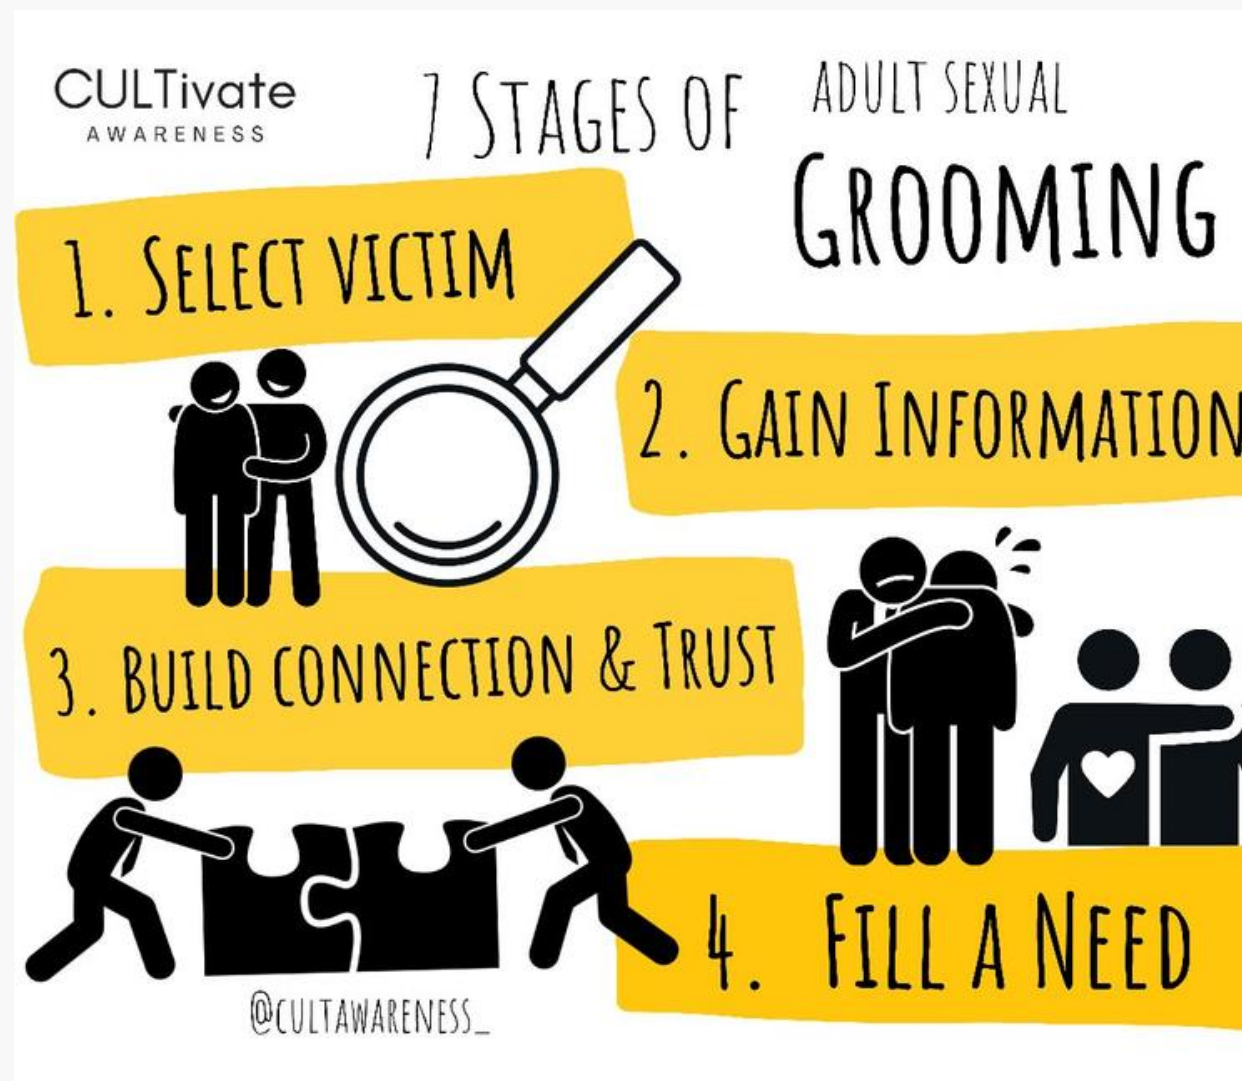 CULTivate
AWARENESS
7 STAGES OF
ADULT SEXUAL
GROOMING
1. SELECT VICTIM
2. GAIN INFORMATION
3. BUILD CONNECTION & TRUST
4. FILL A NEED
@CULTAWARENESS_